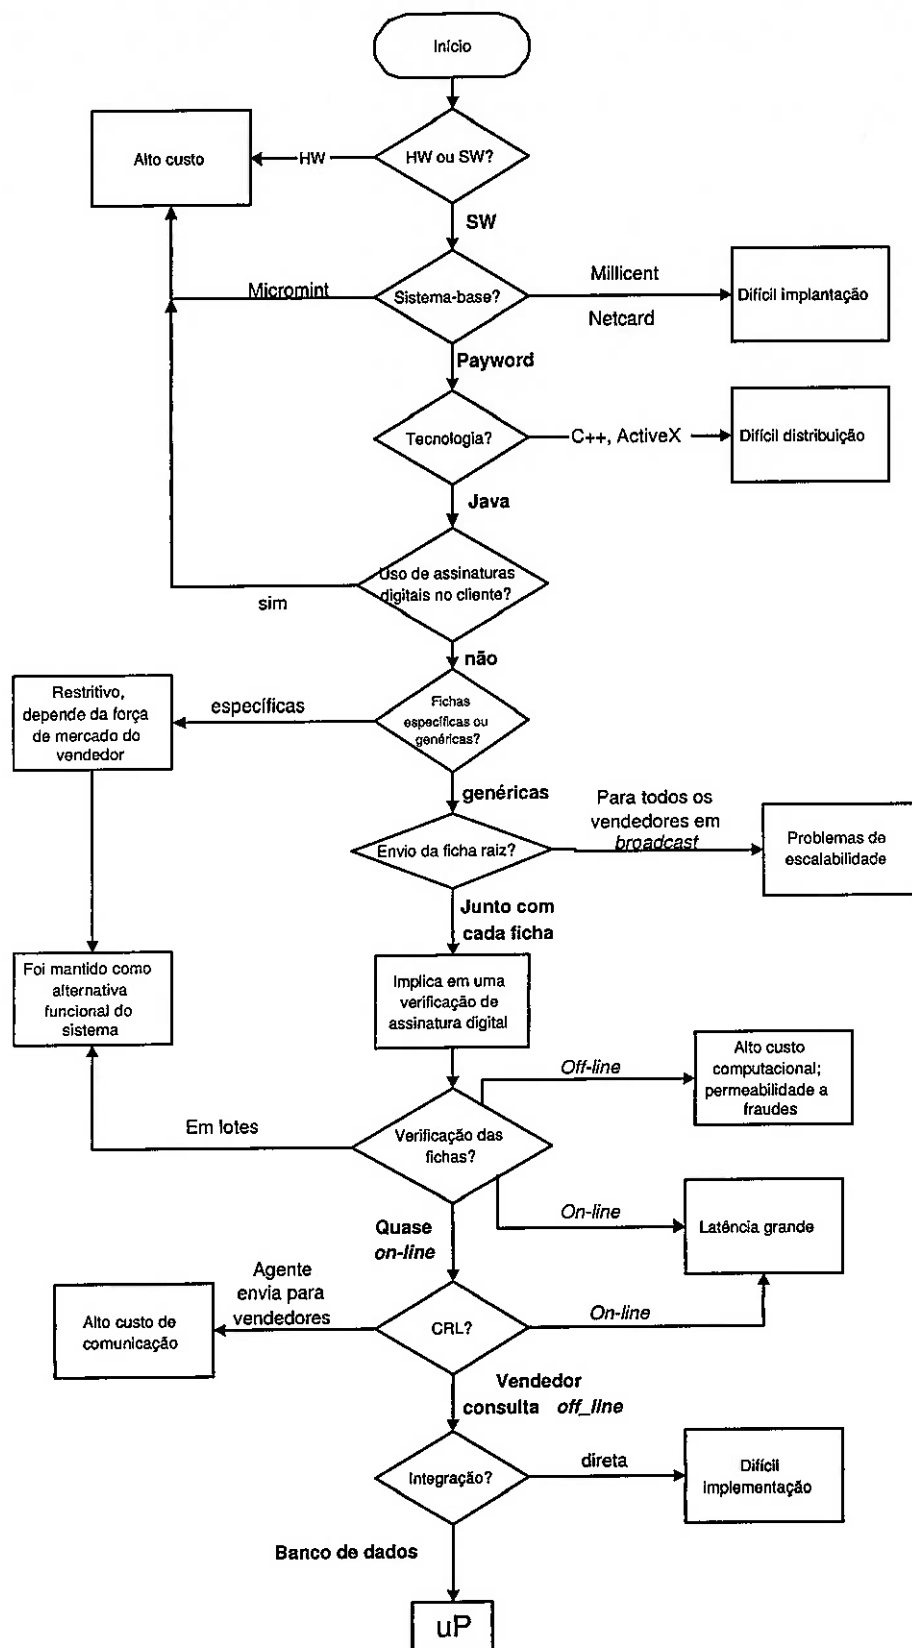 Início
HW ou SW?
HW
Alto custo
SW
Sistema-base?
Micromint
Millicent
Netcard
Difícil implantação
Payword
Tecnologia?
C++, ActiveX
Difícil distribuição
Java
Uso de assinaturas
digitais no cliente?
sim
não
Fichas
específicas ou
genéricas?
específicas
Restritivo,
depende da força
de mercado do
vendedor
genéricas
Envio da ficha raiz?
Para todos os
vendedores em
broadcast
Problemas de
escalabilidade
Junto com
cada ficha
Foi mantido como
alternativa
funcional do
sistema
Implica em uma
verificação de
assinatura digital
Off-line
Alto custo
computacional;
permeabilidade a
fraudes
Em lotes
Verificação das
fichas?
On-line
Latência grande
Quase
on-line
Agente
envia para
vendedores
Alto custo de
comunicação
CRL?
On-line
Vendedor
consulta off_line
Integração?
direta
Difícil
implementação
Banco de dados
uP